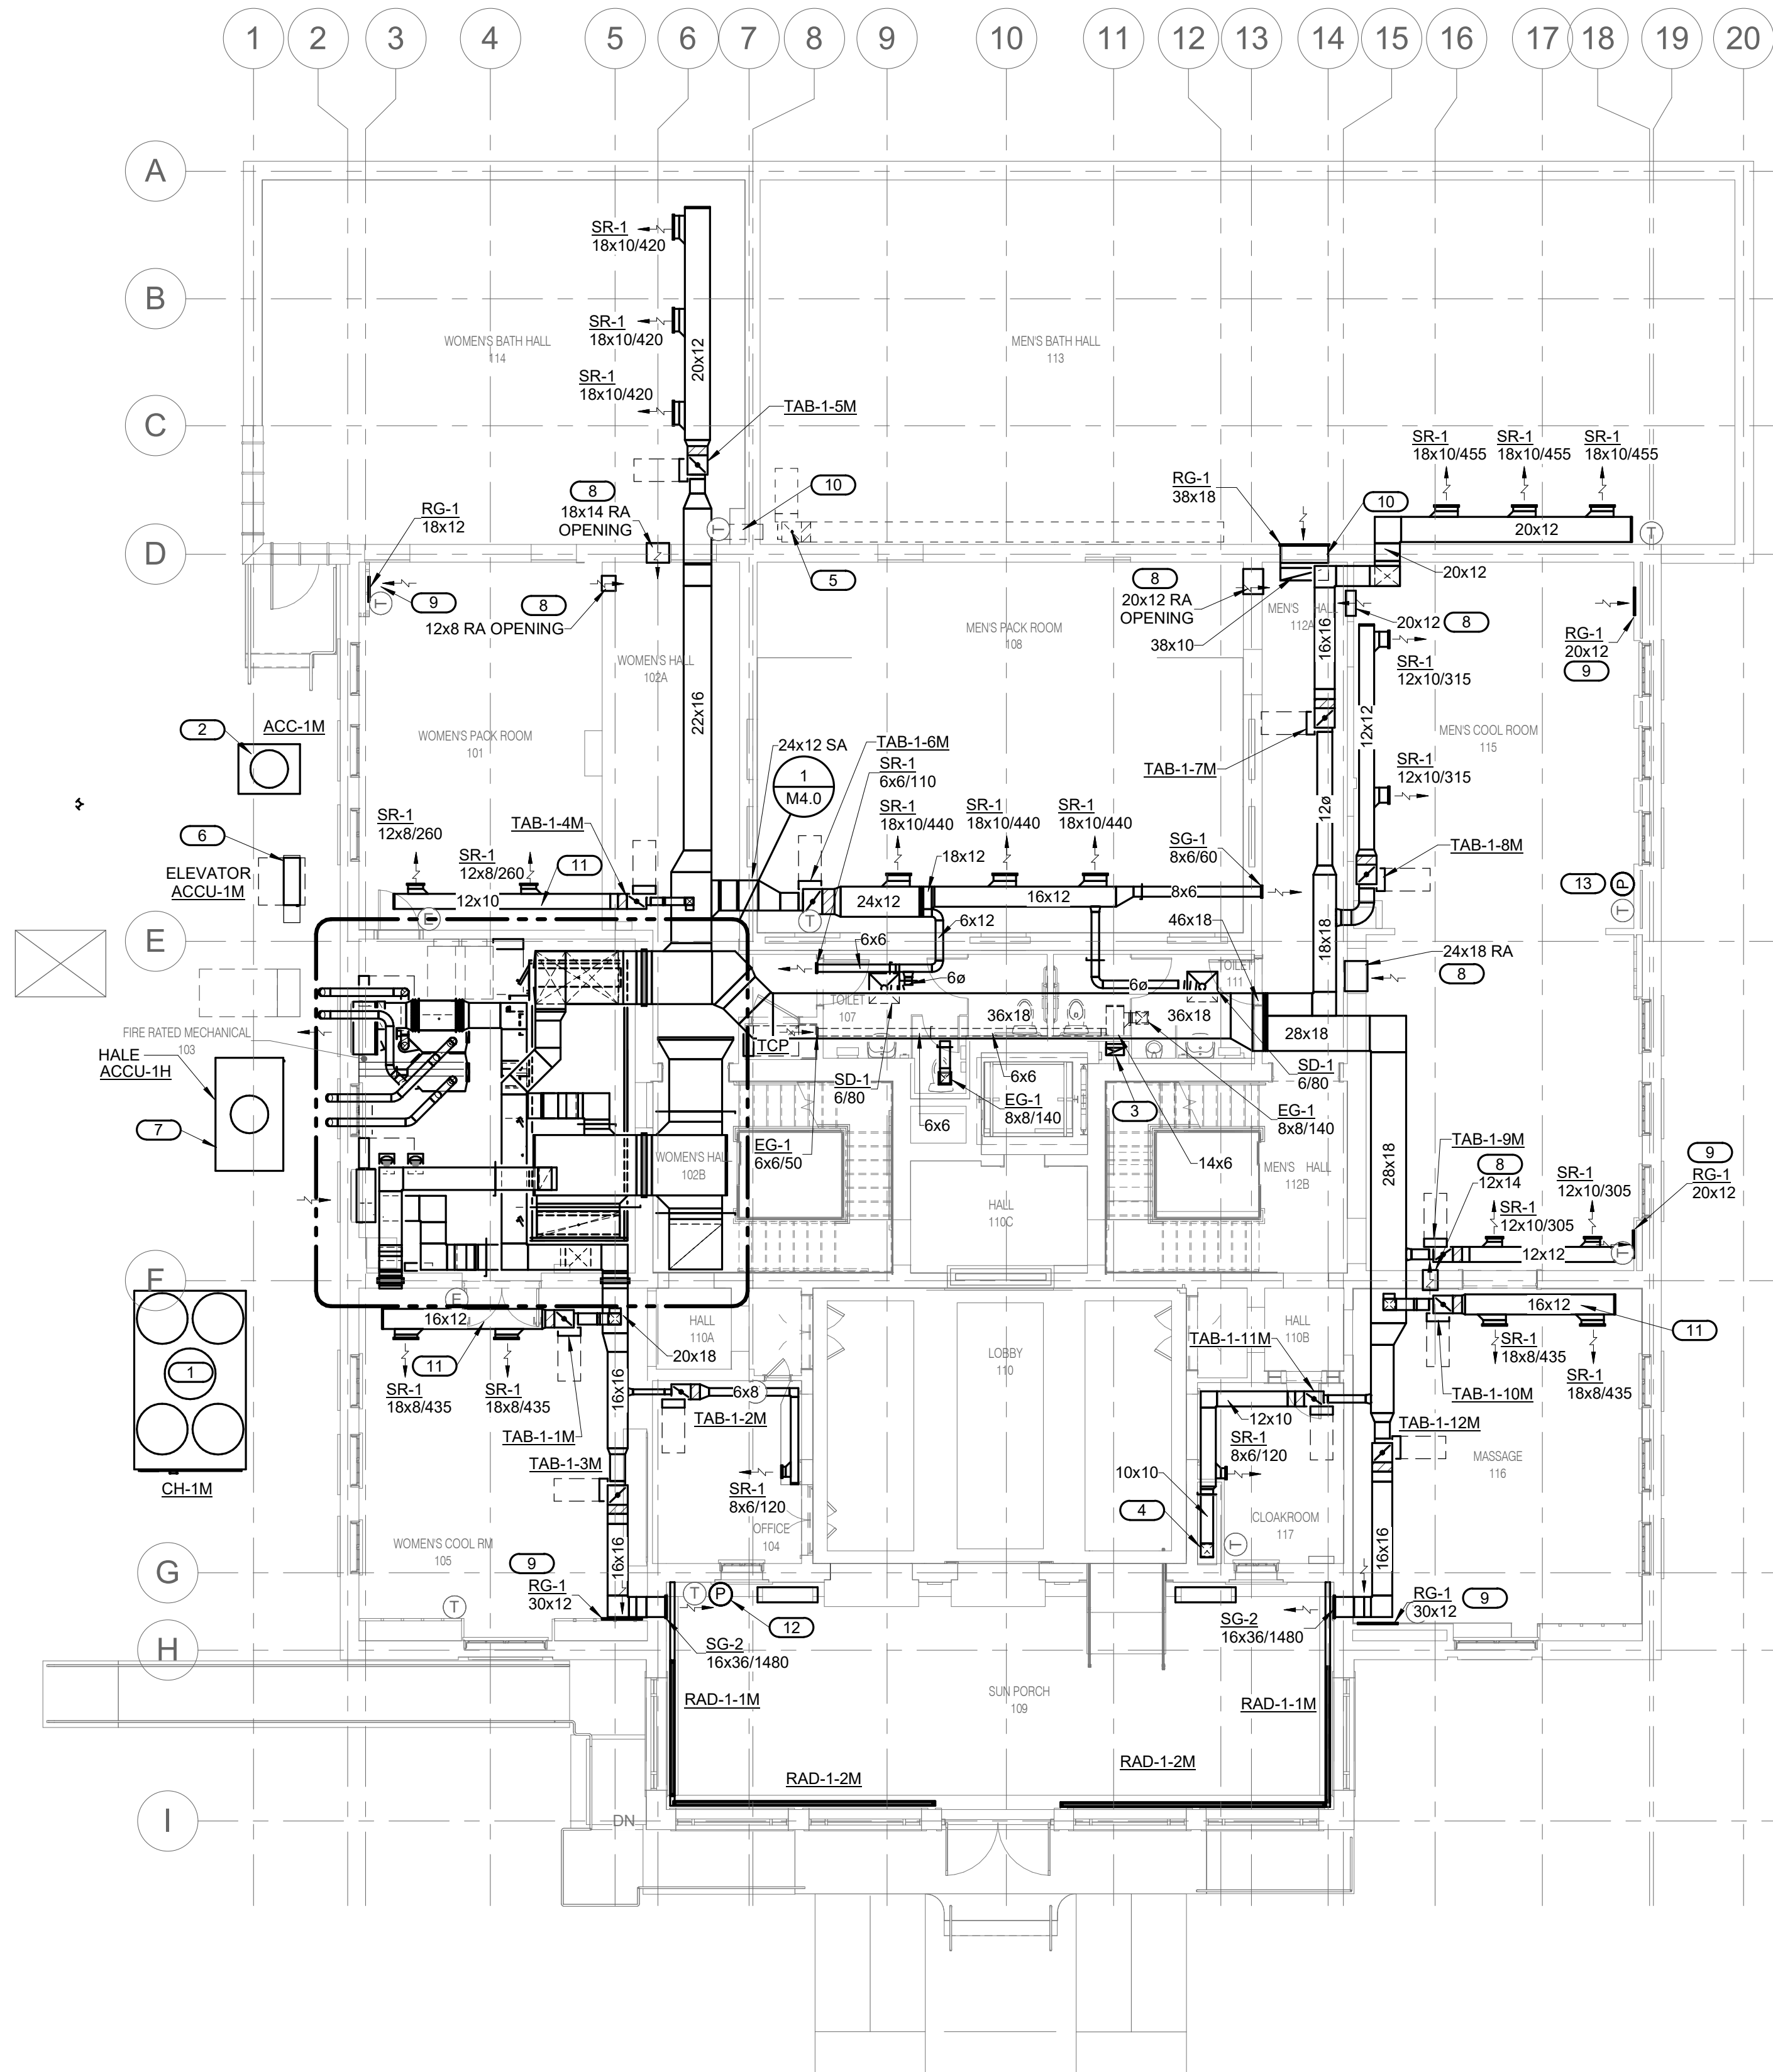 1 2 3 4 5 6 7 8 9 10 11 12 13 14 15 16 17 18 19 20
A
SR-1
18x10/420
B
SR-1
18x10/420
WOMEN'S BATH HALL
114
MEN'S BATH HALL
113
20x12
SR-1
18x10/420
TAB-1-5M
C
SR-1
18x10/455
SR-1
18x10/455
SR-1
18x10/455
RG-1
38x18
10
10
8
18x14 RA
OPENING
RG-1
18x12
T
20x12
T
D
5
20x12
8
20x12 RA
OPENING
9
T
8
12x8 RA OPENING
MEN'S HALL
112A
20x12
8
RG-1
20x12
9
MEN'S PACK ROOM
108
38x10
16x16
SR-1
12x10/315
WOMEN'S HALL
102A
22x16
2
ACC-1M
WOMEN'S PACK ROOM
101
24x12 SA
TAB-1-6M
SR-1
6x6/110
1
M4.0
TAB-1-7M
12x12
MEN'S COOL ROOM
115
SR-1
12x10/315
12ø
SR-1
12x8/260
TAB-1-4M
SR-1
18x10/440
SR-1
18x10/440
SR-1
18x10/440
SG-1
8x6/60
TAB-1-8M
6
ELEVATOR
ACCU-1M
SR-1
12x8/260
11
18x12
13
P
T
12x10
24x12
16x12
8x6
E
T
6x12
46x18
E
6x6
18x18
24x18 RA
8
6ø
6ø
TOILET
111
TOILET
107
36x18
36x18
28x18
FIRE RATED MECHANICAL
103
HALE
ACCU-1H
TCP
SD-1
6/80
6x6
SD-1
6/80
7
EG-1
8x8/140
3
EG-1
8x8/140
6x6
EG-1
6x6/50
14x6
WOMEN'S HALL
102B
MEN'S HALL
112B
28x18
TAB-1-9M
8
12x14
SR-1
12x10/305
9
RG-1
20x12
HALL
110C
SR-1
12x10/305
12x12
T
F
E
16x12
16x12
11
HALL
110A
LOBBY
110
HALL
110B
TAB-1-11M
1
11
20x18
SR-1
18x8/435
SR-1
18x8/435
SR-1
18x8/435
SR-1
18x8/435
16x16
6x8
TAB-1-2M
TAB-1-10M
12x10
TAB-1-1M
TAB-1-12M
SR-1
8x6/120
TAB-1-3M
MASSAGE
116
10x10
CH-1M
SR-1
8x6/120
4
OFFICE
104
CLOAKROOM
117
WOMEN'S COOL RM
105
T
9
16x16
16x16
G
RG-1
30x12
T
P
RG-1
30x12
9
T
12
SG-2
16x36/1480
SG-2
16x36/1480
H
RAD-1-1M
SUN PORCH
109
RAD-1-1M
RAD-1-2M
RAD-1-2M
I
DN